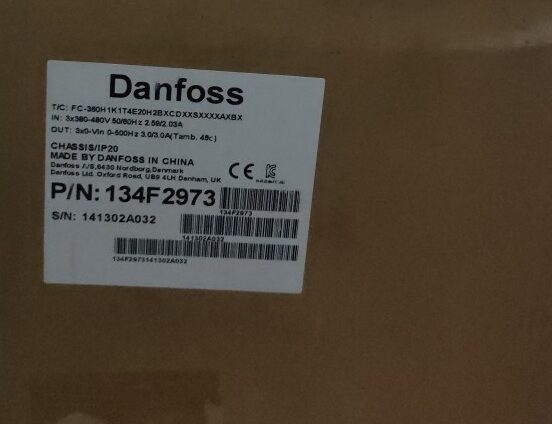 Danfoss
T/C: FC-360H1K1T4E20H2BXCDXXSXXXXAXBX
IN: 3x380-480V 50/60Hz 2.59/2.03A
OUT: 3x0-Vin 0-500Hz 3.0/3.0A(Tamb. 45c)
CHASSIS/IP20
MADE BY DANFOSS IN CHINA
Danfoss A/S,6430 Nordborg,Denmark
Danfoss Ltd. Oxford Road, UB9 4LH Denham, UK
CE
P/N: 134F2973
134F2973
S/N: 141302A032
141302A032
134F2973141302A032